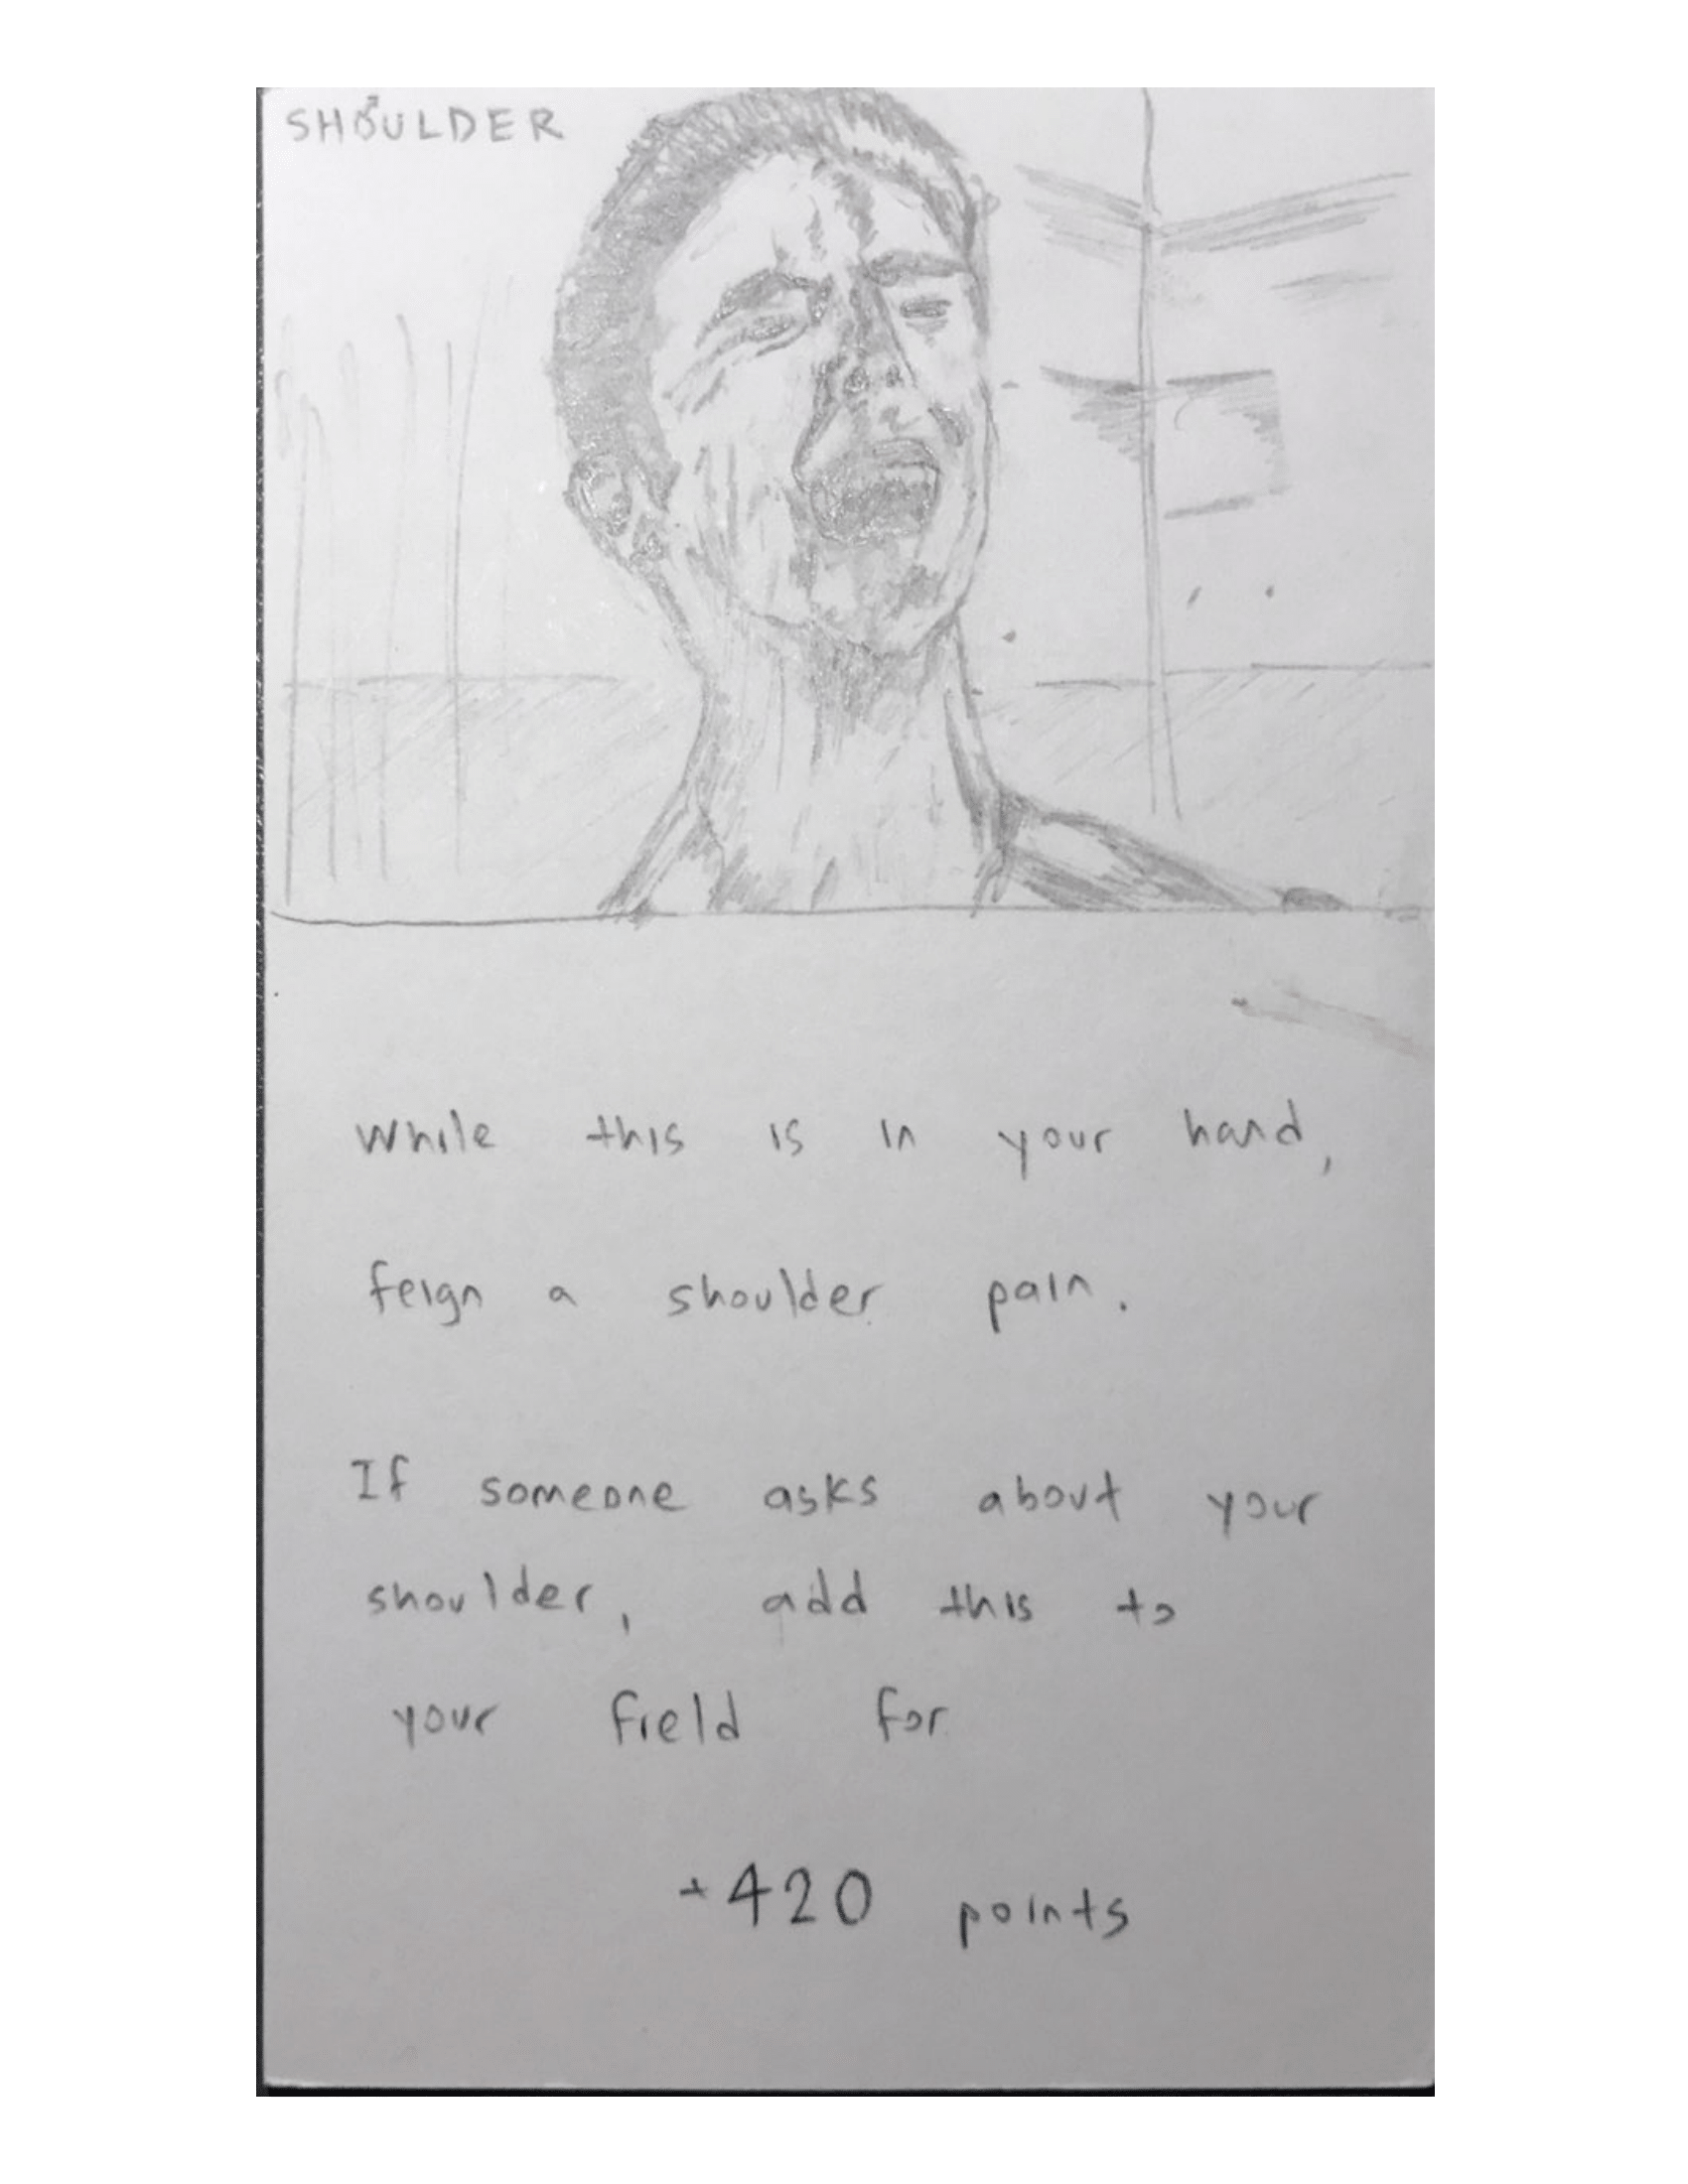 SHOULDER
While this is in your hand,
feign a shoulder pain.
If someone asks about your
shoulder, add this to
your field for
+420 points